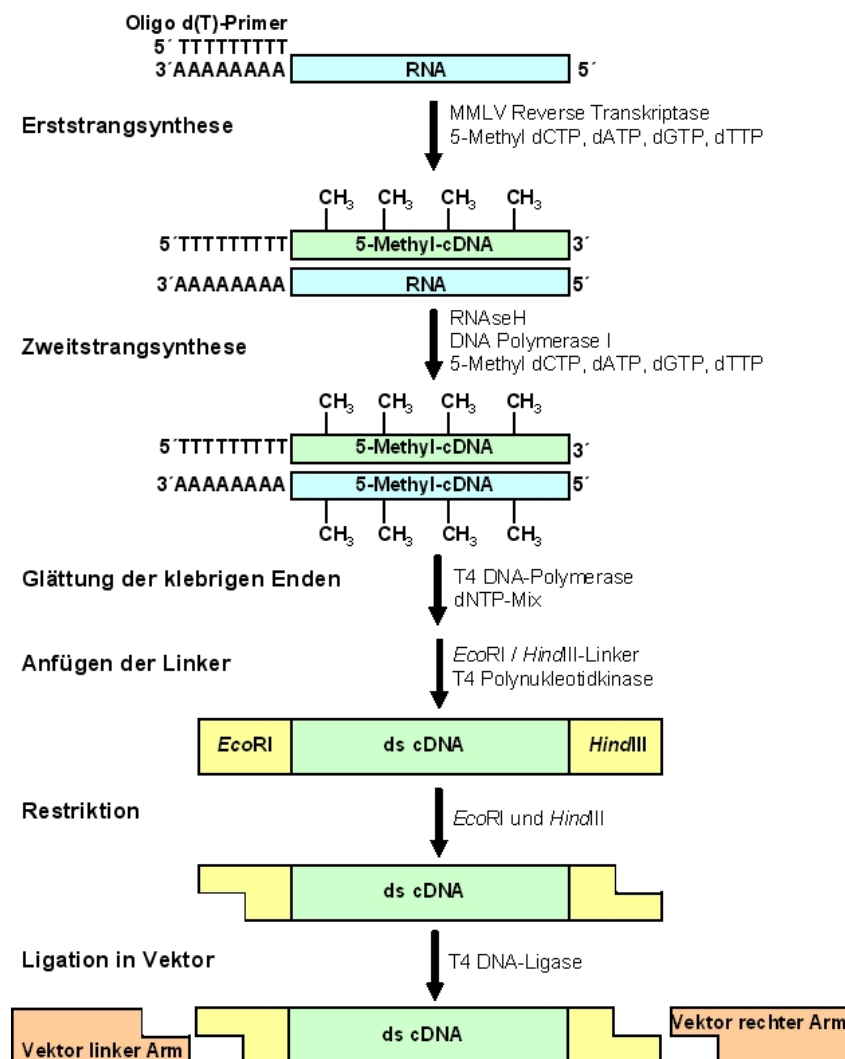 Oligo d(T)-Primer
5´ TTTTTTTTT
3´AAAAAAAA RNA 5´
Erststrangsynthese
MMLV Reverse Transkriptase
5-Methyl dCTP, dATP, dGTP, dTTP
CH3 CH3 CH3 CH3
5´TTTTTTTTT 5-Methyl-cDNA 3´
3´AAAAAAAA RNA 5´
Zweitstrangsynthese
RNAseH
DNA Polymerase I
5-Methyl dCTP, dATP, dGTP, dTTP
CH3 CH3 CH3 CH3
5´TTTTTTTTT 5-Methyl-cDNA 3´
3´AAAAAAAA 5-Methyl-cDNA 5´
CH3 CH3 CH3 CH3
Glättung der klebrigen Enden
T4 DNA-Polymerase
dNTP-Mix
Anfügen der Linker
EcoRI / HindIII-Linker
T4 Polynukleotidkinase
EcoRI ds cDNA HindIII
Restriktion
EcoRI und HindIII
ds cDNA
Ligation in Vektor
T4 DNA-Ligase
Vektor linker Arm ds cDNA Vektor rechter Arm